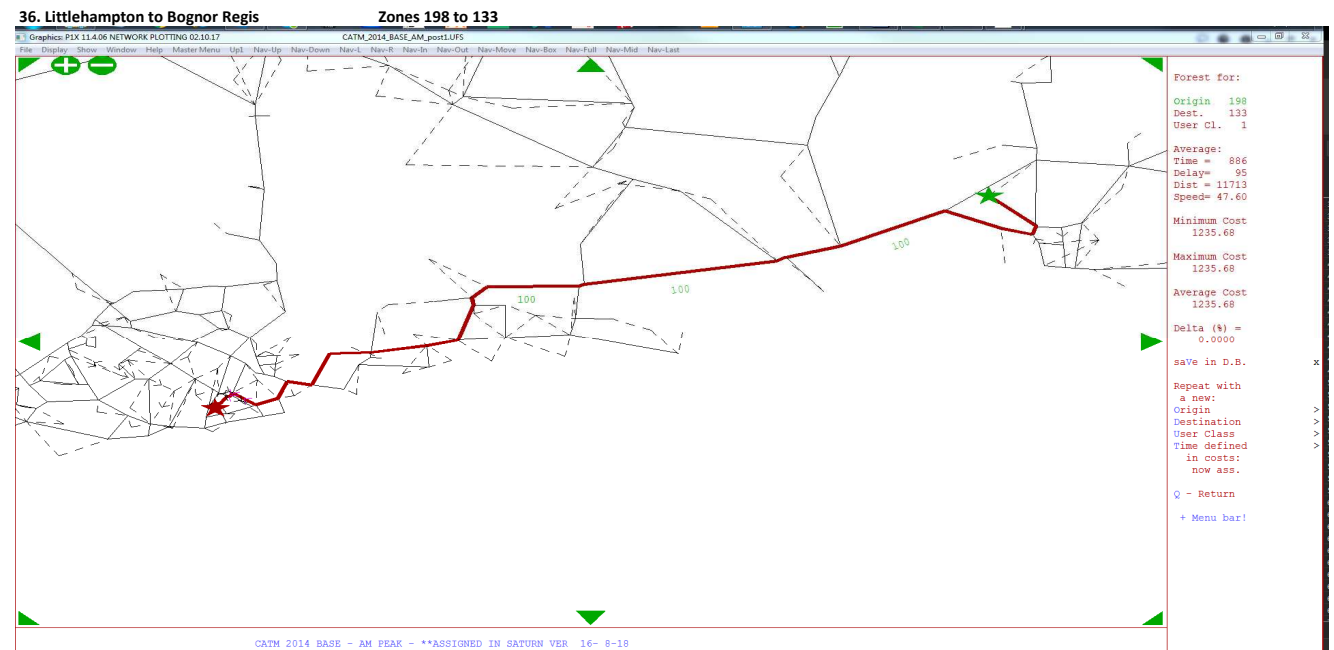 36. Littlehampton to Bognor Regis Zones 198 to 133
Graphics: P1X 11.4.06 NETWORK PLOTTING 02.10.17 CATM_2014_BASE_AM_post1.UFS
File Display Show Window Help Master Menu Up1 Nav-Up Nav-Down Nav-L Nav-R Nav-In Nav-Out Nav-Move Nav-Box Nav-Full Nav-Mid Nav-Last
Forest for:
Origin 198
Dest. 133
User Cl. 1
Average:
Time = 886
Delay= 95
Dist = 11713
Speed= 47.60
Minimum Cost
1235.68
Maximum Cost
1235.68
Average Cost
1235.68
Delta (%) =
0.0000
saVe in D.B. x
Repeat with
a new:
Origin >
Destination >
User Class >
Time defined >
in costs:
now ass.
Q - Return
+ Menu bar!
100
100
100
CATM 2014 BASE - AM PEAK - **ASSIGNED IN SATURN VER 16- 8-18